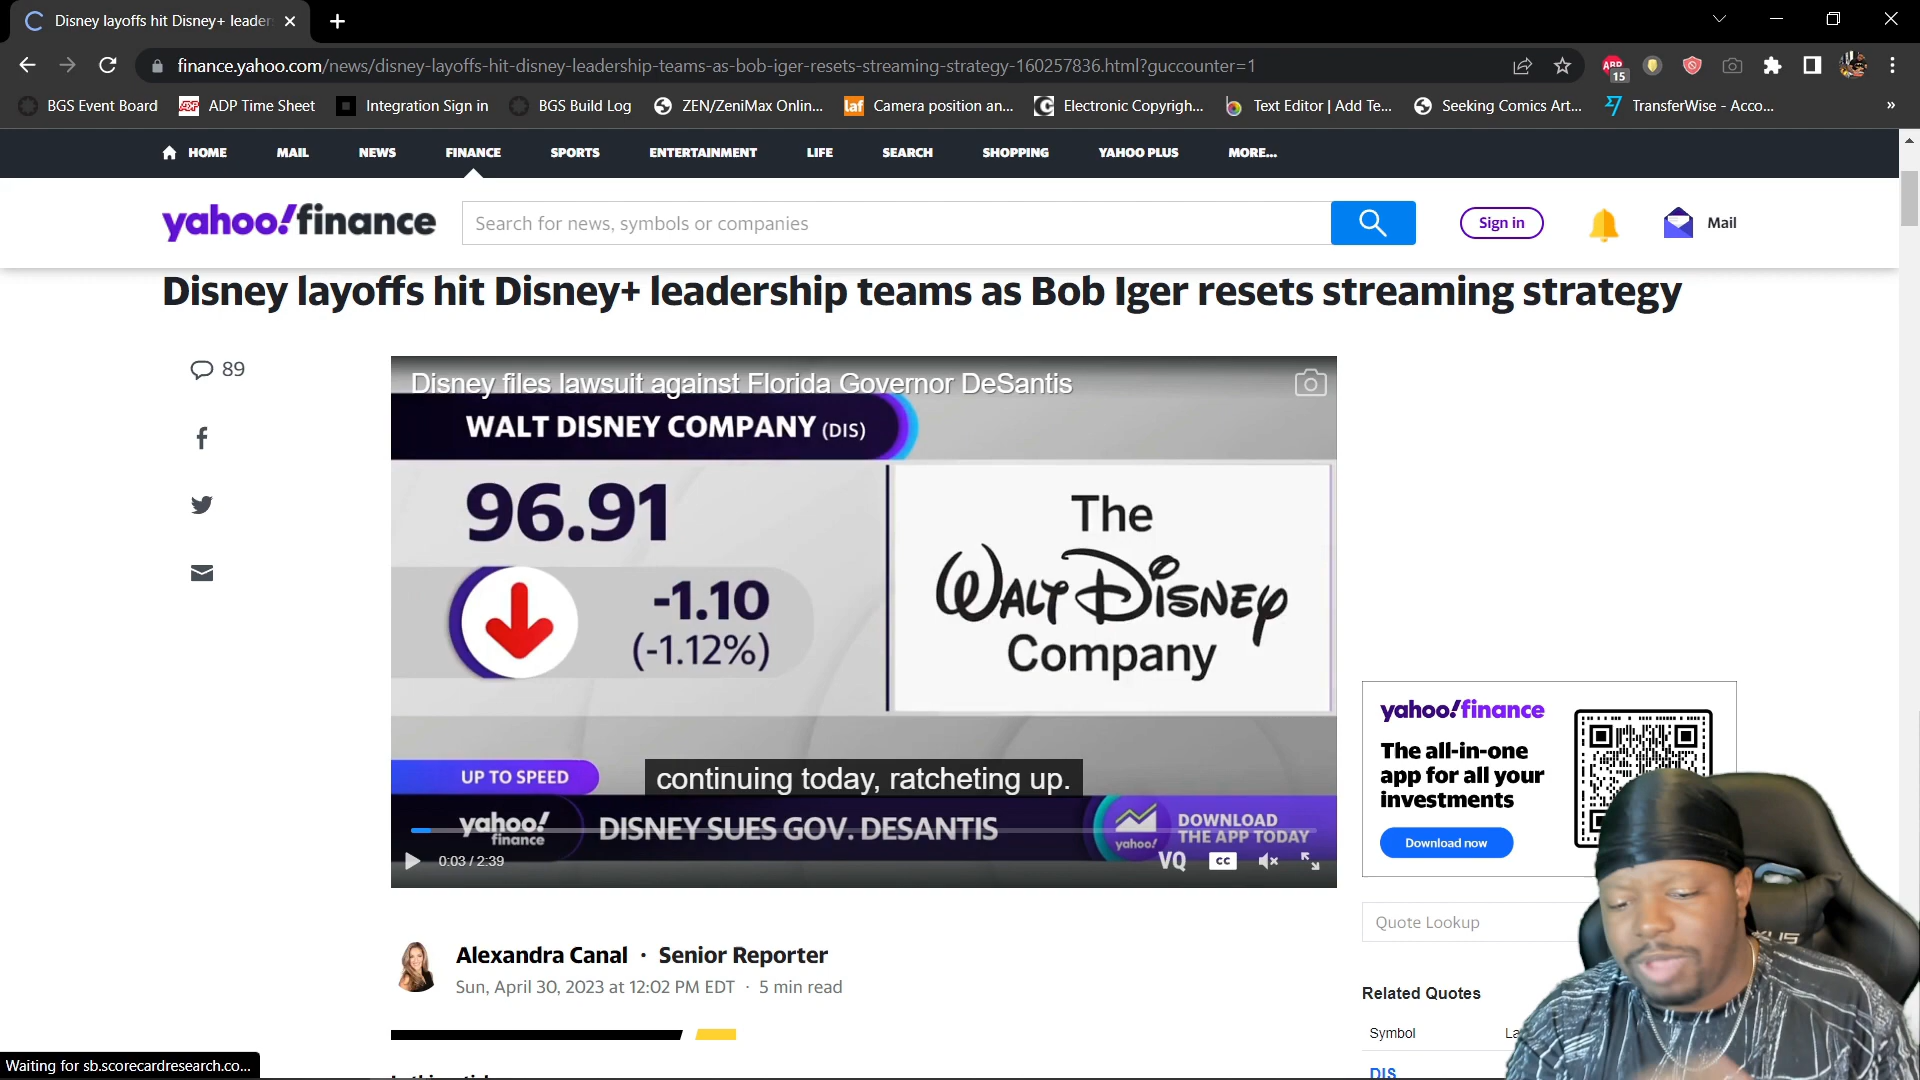 Disney layoffs hit Disney+ leader
finance.yahoo.com/news/disney-layoffs-hit-disney-leadership-teams-as-bob-iger-resets-streaming-strategy-160257836.html?guccounter=1
ABP
15
BGS Event Board
ADP Time Sheet
Integration Sign in
BGS Build Log
ZEN/ZeniMax Onlin...
laf
Camera position an...
Electronic Copyrigh...
Text Editor | Add Te...
Seeking Comics Art...
TransferWise - Acco...
»
HOME MAIL NEWS FINANCE SPORTS ENTERTAINMENT LIFE SEARCH SHOPPING YAHOO PLUS MORE...
yahoo!finance
Search for news, symbols or companies
Sign in
Mail
Disney layoffs hit Disney+ leadership teams as Bob Iger resets streaming strategy
89
Disney files lawsuit against Florida Governor DeSantis
WALT DISNEY COMPANY (DIS)
96.91
-1.10
(-1.12%)
The
WALT DISNEY
Company
UP TO SPEED
continuing today, ratcheting up.
yahoo!
finance
DISNEY SUES GOV. DESANTIS
yahoo!
DOWNLOAD
THE APP TODAY
0:03 / 2:39
VQ
CC
yahoo!finance
The all-in-one
app for all your
investments
Download now
Quote Lookup
Alexandra Canal · Senior Reporter
Sun, April 30, 2023 at 12:02 PM EDT · 5 min read
Related Quotes
Symbol
DIS
Waiting for sb.scorecardresearch.co...